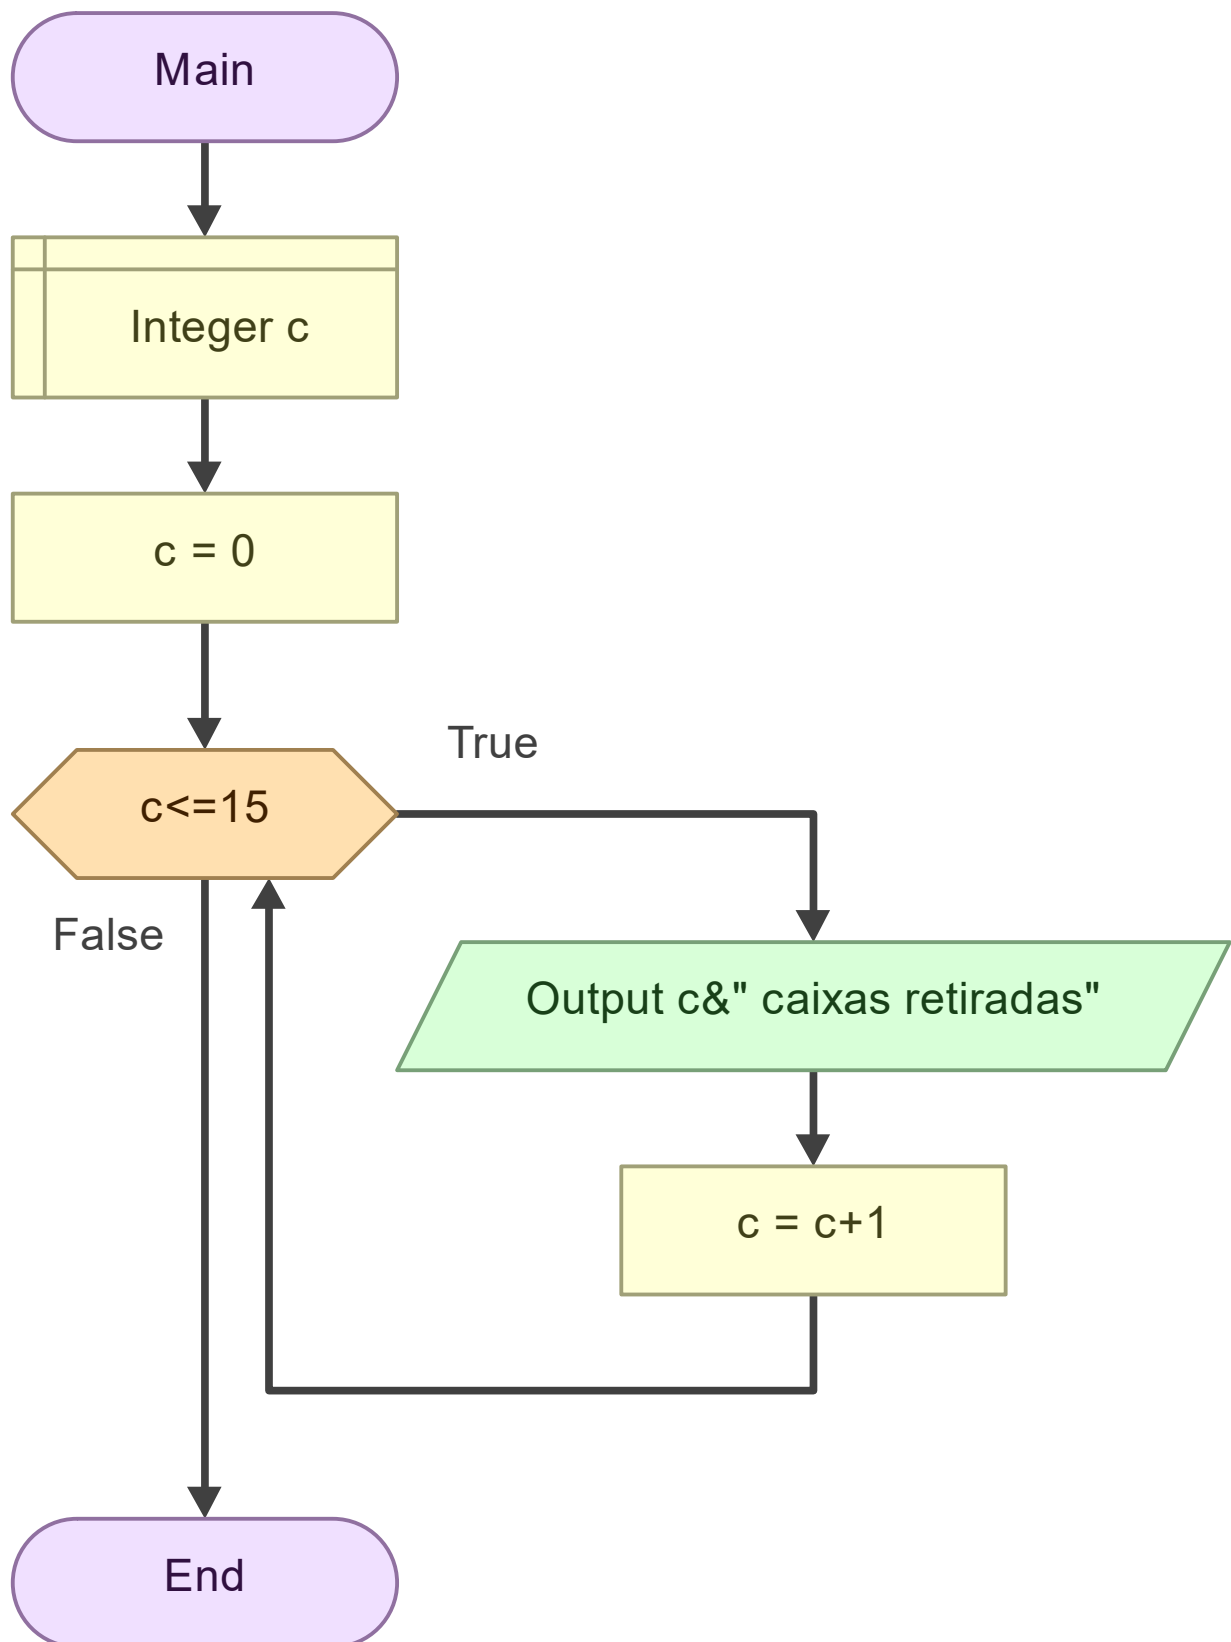 Main
Integer c
c = 0
c<=15
True
False
Output c&" caixas retiradas"
c = c+1
End